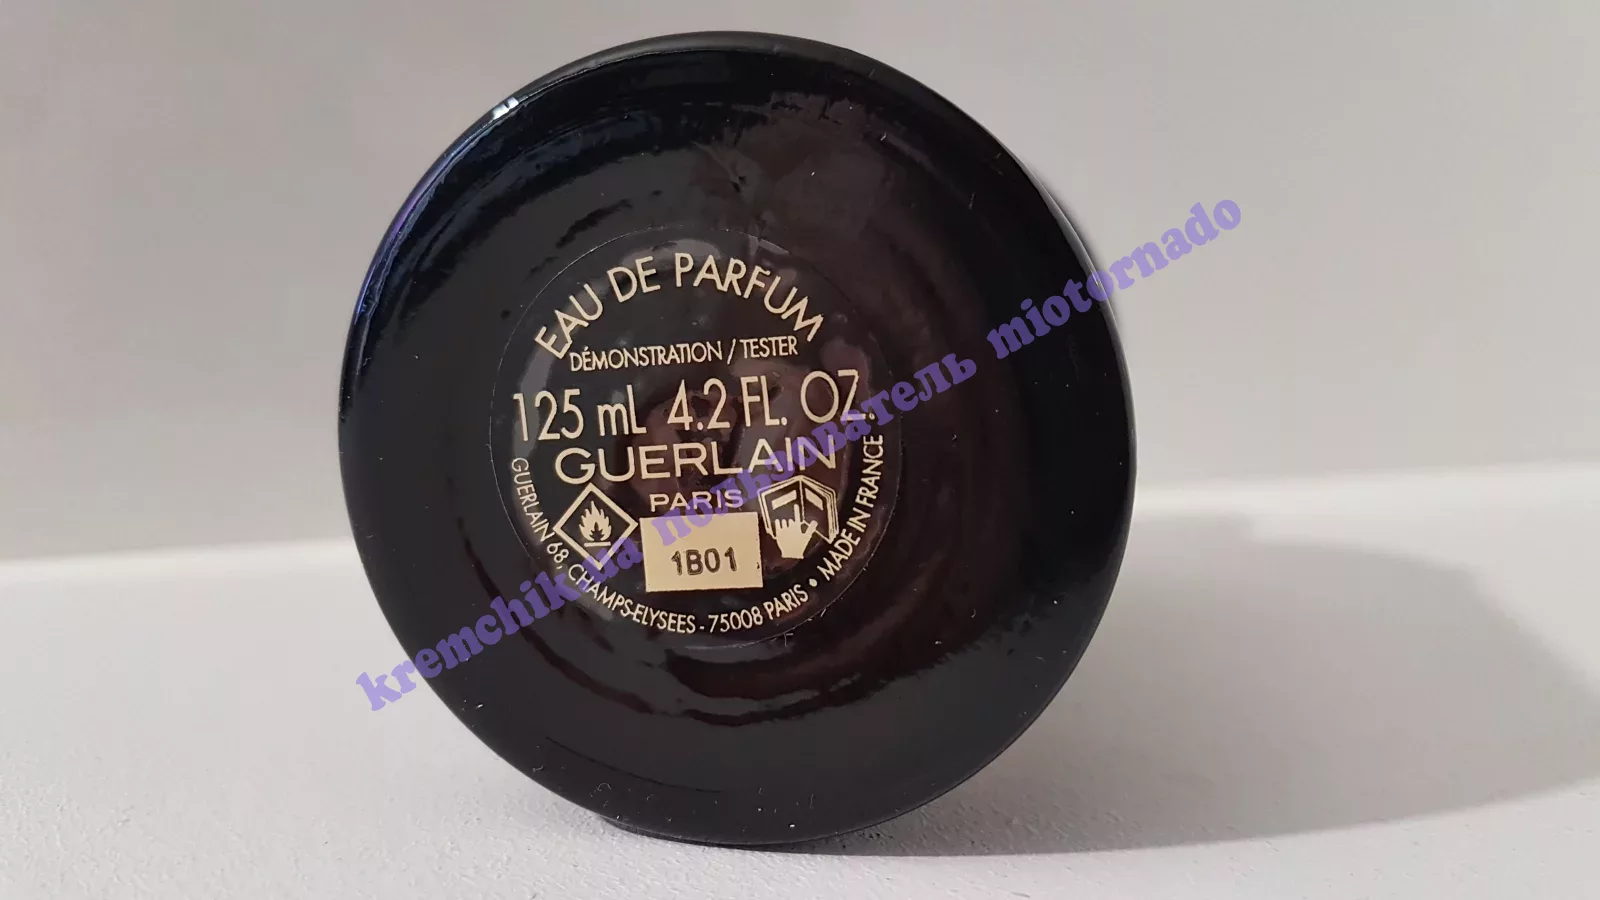 EAU DE PARFUM
DÉMONSTRATION / TESTER
125 mL 4.2 FL. OZ.
GUERLAIN
PARIS
1B01
GUERLAIN 68, CHAMPS-ELYSEES - 75008 PARIS • MADE IN FRANCE
kremchik.ua пользователь miotornado